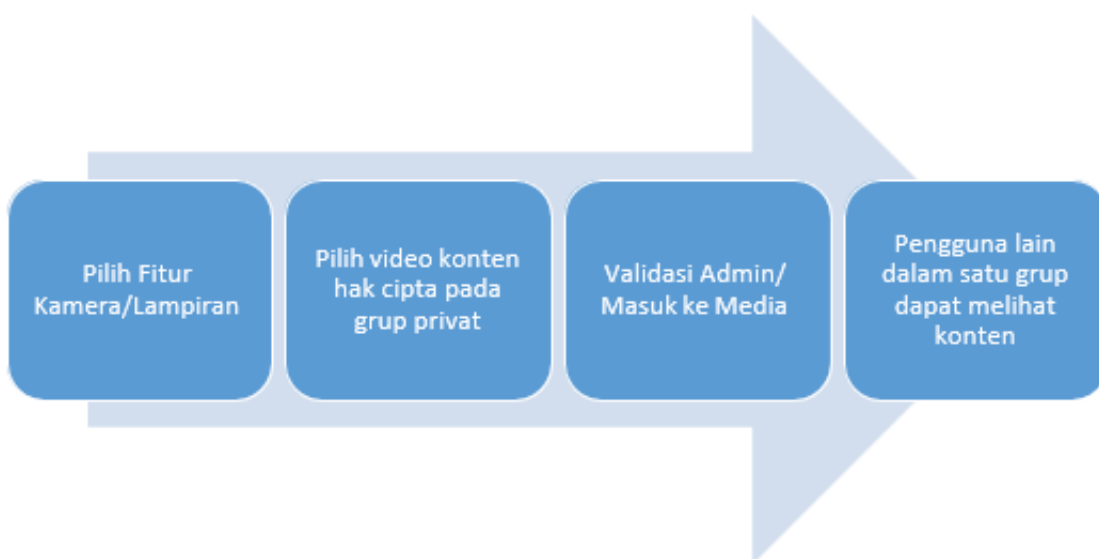 Pilih Fitur
Kamera/Lampiran
Pilih video konten
hak cipta pada
grup privat
Validasi Admin/
Masuk ke Media
Pengguna lain
dalam satu grup
dapat melihat
konten